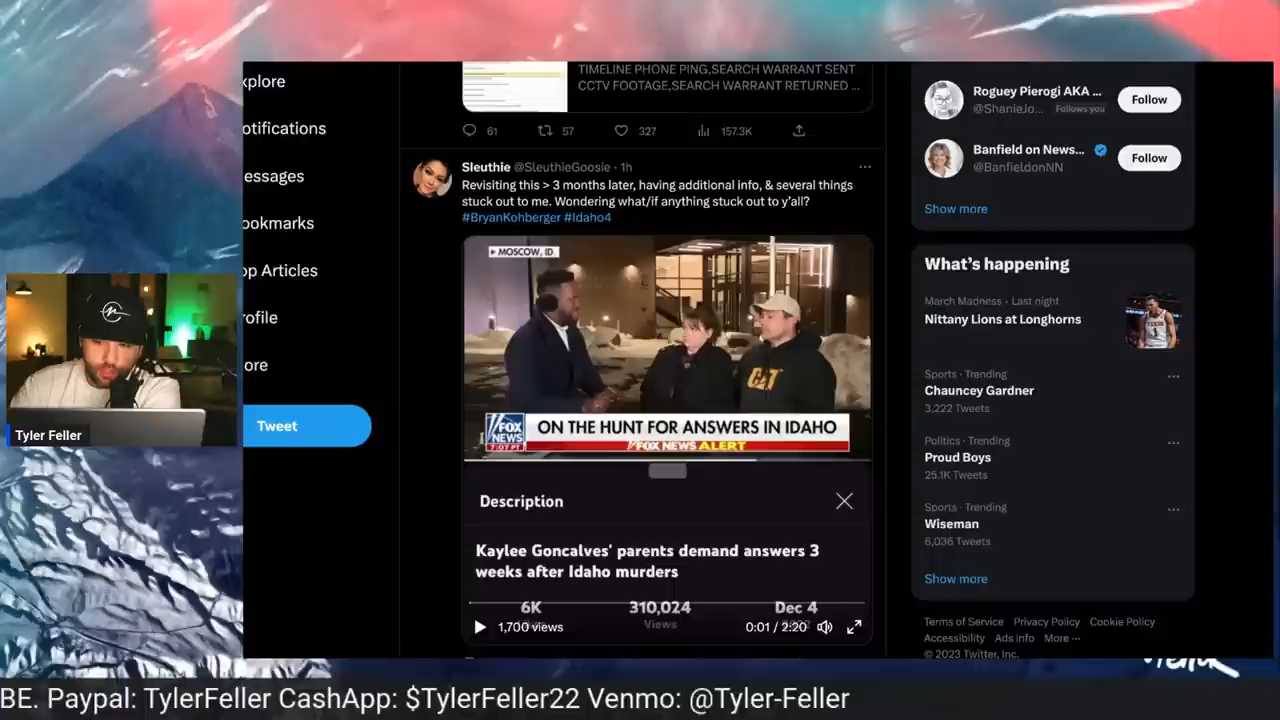 xplore
otifications
essages
ookmarks
op Articles
rofile
ore
Tweet
Tyler Feller
TIMELINE PHONE PING,SEARCH WARRANT SENT
CCTV FOOTAGE,SEARCH WARRANT RETURNED ...
61
57
327
157.3K
Sleuthie @SleuthieGoosie · 1h
Revisiting this > 3 months later, having additional info, & several things
stuck out to me. Wondering what/if anything stuck out to y'all?
#BryanKohberger #Idaho4
MOSCOW, ID
CAT
FOX
NEWS
7:07 PT
ON THE HUNT FOR ANSWERS IN IDAHO
FOX NEWS ALERT
Description
Kaylee Goncalves' parents demand answers 3
weeks after Idaho murders
6K
310,024
Dec 4
Views
1,700 views
0:01 / 2:20
Roguey Pierogi AKA ...
@ShanieJo... Follows you
Follow
Banfield on News...
@BanfieldonNN
Follow
Show more
What's happening
March Madness · Last night
Nittany Lions at Longhorns
Sports · Trending
Chauncey Gardner
3,222 Tweets
Politics · Trending
Proud Boys
25.1K Tweets
Sports · Trending
Wiseman
6,036 Tweets
Show more
Terms of Service Privacy Policy Cookie Policy
Accessibility Ads info More ···
© 2023 Twitter, Inc.
BE. Paypal: TylerFeller CashApp: $TylerFeller22 Venmo: @Tyler-Feller